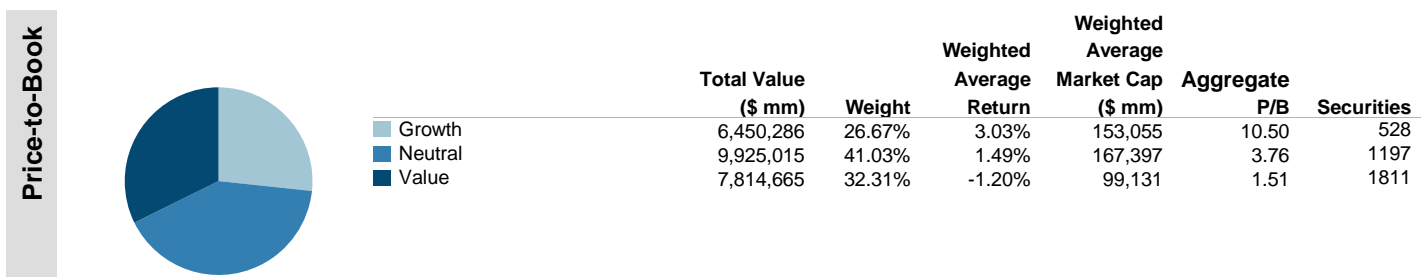 Price-to-Book
Weighted
Weighted Average
Total Value Average Market Cap Aggregate
($ mm) Weight Return ($ mm) P/B Securities
Growth 6,450,286 26.67% 3.03% 153,055 10.50 528
Neutral 9,925,015 41.03% 1.49% 167,397 3.76 1197
Value 7,814,665 32.31% -1.20% 99,131 1.51 1811